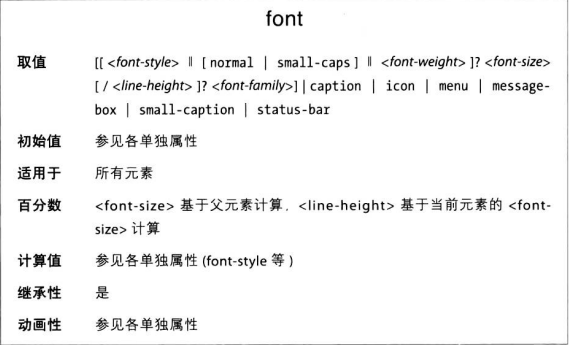 font
取值 [[ <font-style> ‖ [ normal | small-caps ] ‖ <font-weight> ]? <font-size>
[ / <line-height> ]? <font-family>] | caption | icon | menu | message-
box | small-caption | status-bar
初始值 参见各单独属性
适用于 所有元素
百分数 <font-size> 基于父元素计算，<line-height> 基于当前元素的 <font-
size> 计算
计算值 参见各单独属性 (font-style 等 )
继承性 是
动画性 参见各单独属性